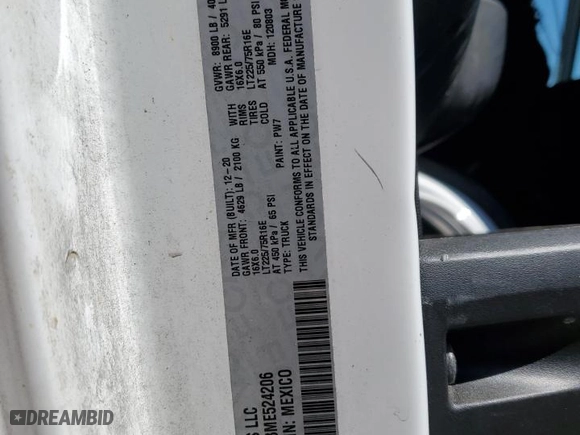 GVWR: 8900 LB / 40
DATE OF MFR (BUILT): 12-20 GAWR REAR: 5291 L
GAWR FRONT: 4629 LB / 2100 KG WITH 16X6.0
16X6.0 RIMS LT225/75R16E
LT225/75R16E TIRES AT 550 kPa / 80 PSI
AT 450 kPa / 65 PSI COLD MDH: 120803
TYPE: TRUCK PAINT: PW7
THIS VEHICLE CONFORMS TO ALL APPLICABLE U.S.A. FEDERAL M
STANDARDS IN EFFECT ON THE DATE OF MANUFACTURE
S LLC
ME524206
N: MEXICO
DREAMBID